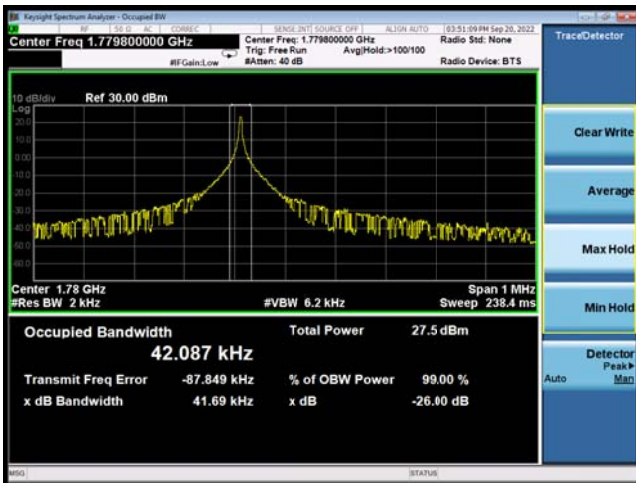 Keysight Spectrum Analyzer - Occupied BW
RF 50 Ω AC CORREC SENSE:INT SOURCE OFF ALIGN AUTO 03:51:09 PM Sep 20, 2022
Center Freq 1.779800000 GHz
Center Freq: 1.779800000 GHz
Radio Std: None
Trig: Free Run Avg|Hold:>100/100
#IFGain:Low
#Atten: 40 dB
Radio Device: BTS
10 dB/div Ref 30.00 dBm
Log
20.0
10.0
0.00
10.0
20.0
30.0
40.0
50.0
60.0
Center 1.78 GHz
Span 1 MHz
#Res BW 2 kHz
#VBW 6.2 kHz
Sweep 238.4 ms
Occupied Bandwidth
Total Power 27.5 dBm
42.087 kHz
Transmit Freq Error -87.849 kHz
% of OBW Power 99.00 %
x dB Bandwidth 41.69 kHz
x dB -26.00 dB
MSG
STATUS
Trace/Detector
Clear Write
Average
Max Hold
Min Hold
Detector
Peak▶
Auto Man